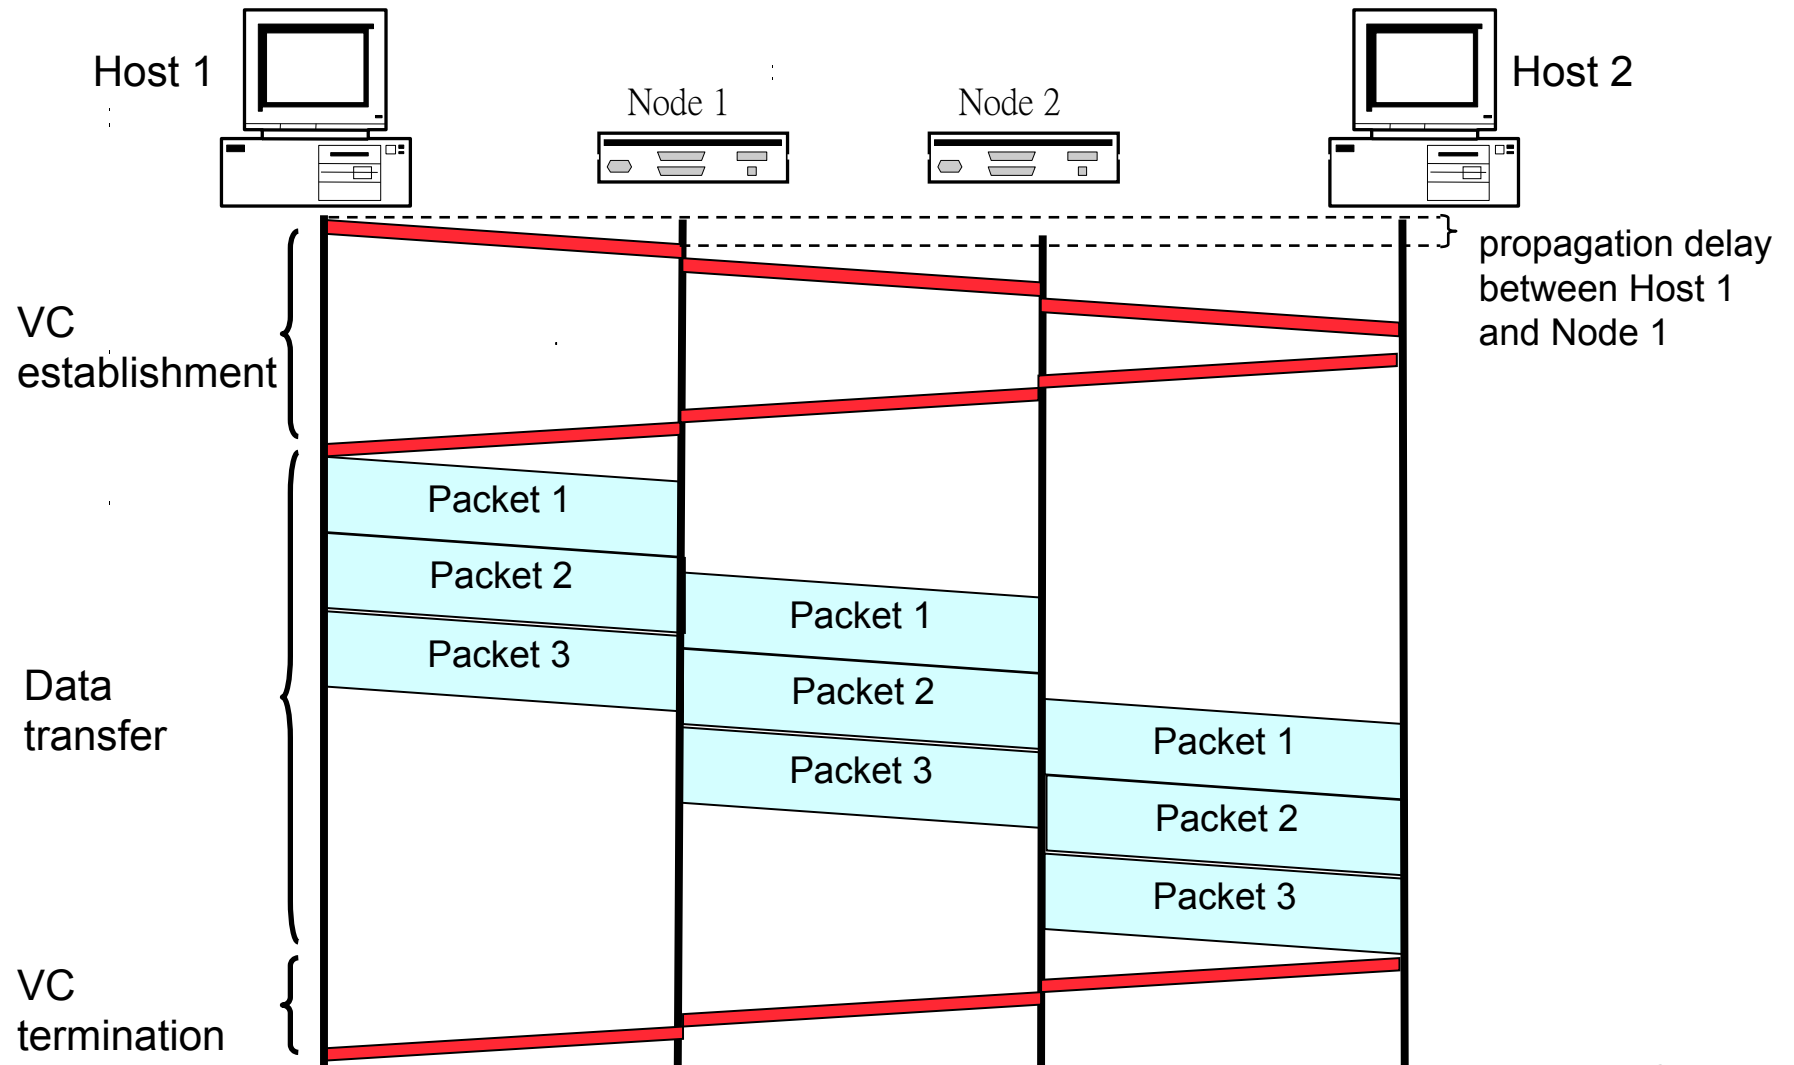 Host 1
Node 1
Node 2
Host 2
propagation delay
between Host 1
and Node 1
VC
establishment
Packet 1
Packet 2
Packet 3
Packet 1
Packet 2
Packet 3
Packet 1
Packet 2
Packet 3
Data
transfer
VC
termination